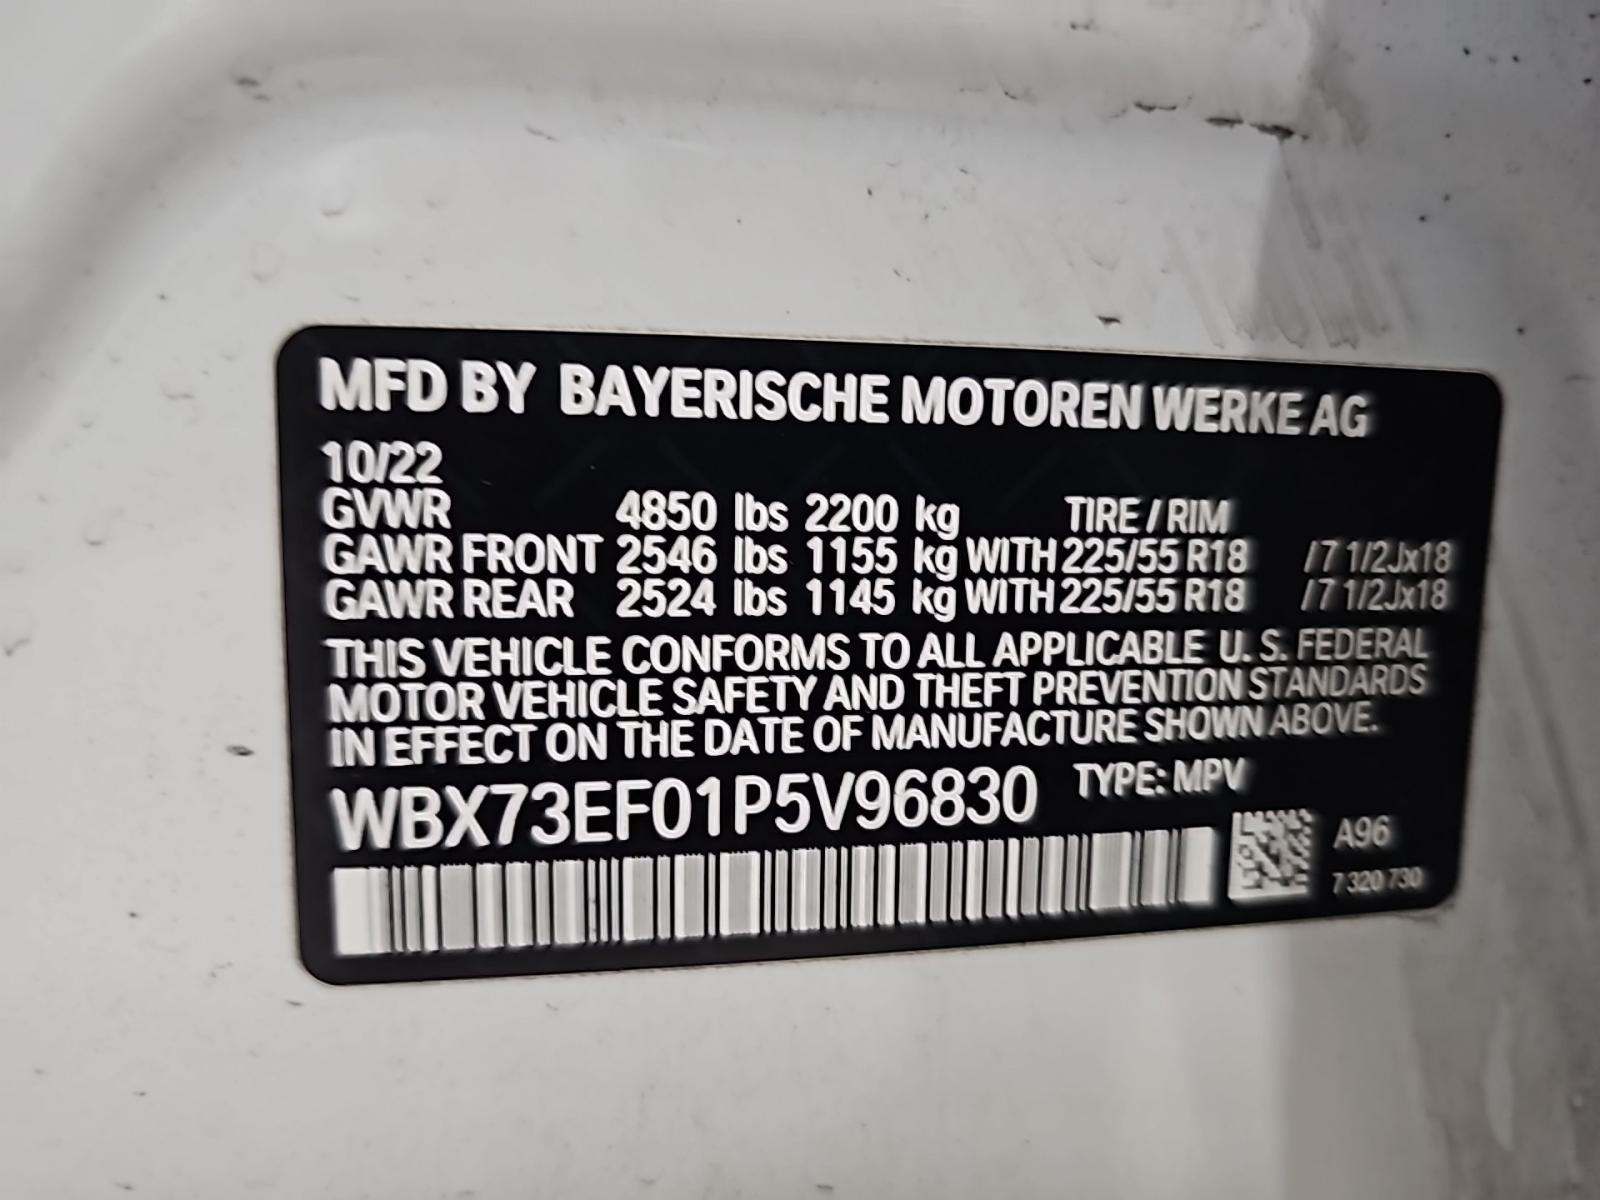 MFD BY BAYERISCHE MOTOREN WERKE AG
10/22
GVWR 4850 lbs 2200 kg TIRE / RIM
GAWR FRONT 2546 lbs 1155 kg WITH 225/55 R18 /7 1/2Jx18
GAWR REAR 2524 lbs 1145 kg WITH 225/55 R18 /7 1/2Jx18
THIS VEHICLE CONFORMS TO ALL APPLICABLE U. S. FEDERAL
MOTOR VEHICLE SAFETY AND THEFT PREVENTION STANDARDS
IN EFFECT ON THE DATE OF MANUFACTURE SHOWN ABOVE.
WBX73EF01P5V96830 TYPE: MPV
A96
7 320 730